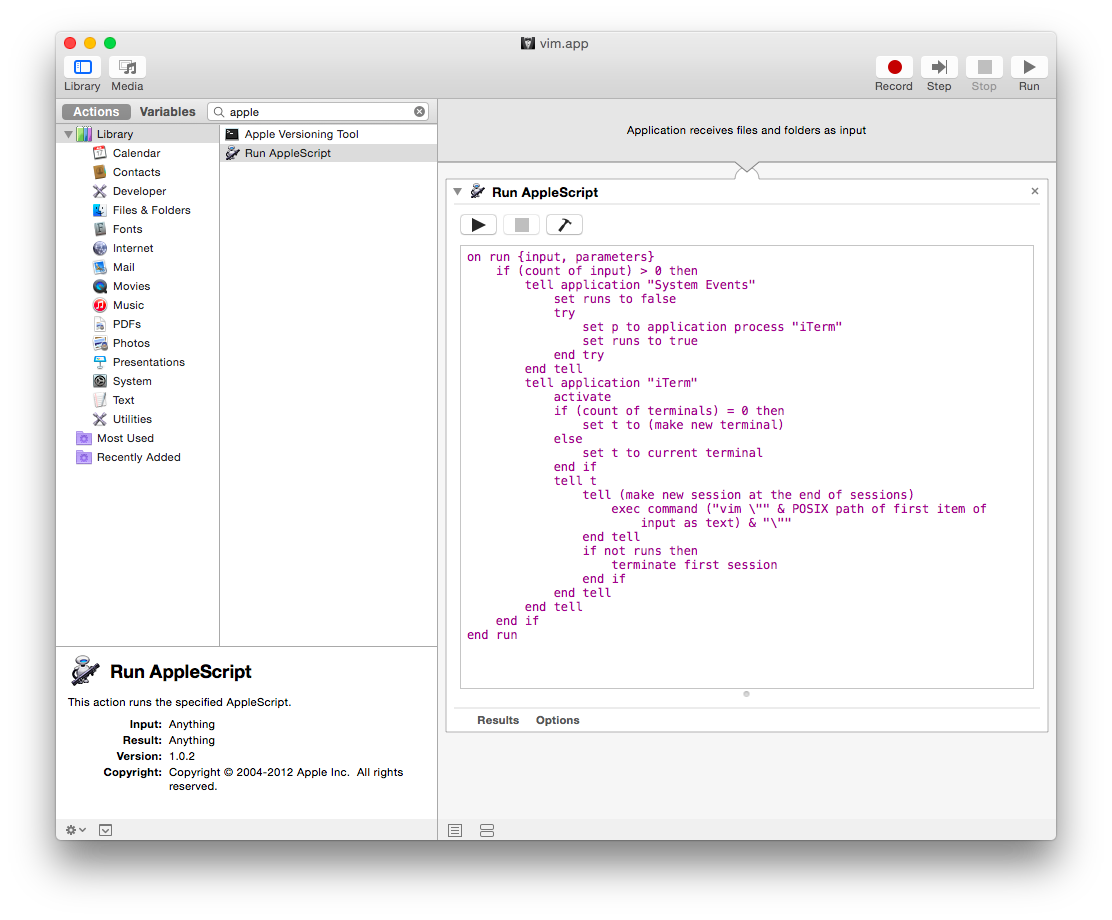 vim.app
Library Media Record Step Stop Run
Actions Variables apple
Application receives files and folders as input
Library
Calendar
Contacts
Developer
Files & Folders
Fonts
Internet
Mail
Movies
Music
PDFs
Photos
Presentations
System
Text
Utilities
Most Used
Recently Added
Apple Versioning Tool
Run AppleScript
Run AppleScript
on run {input, parameters}
    if (count of input) > 0 then
        tell application "System Events"
            set runs to false
            try
                set p to application process "iTerm"
                set runs to true
            end try
        end tell
        tell application "iTerm"
            activate
            if (count of terminals) = 0 then
                set t to (make new terminal)
            else
                set t to current terminal
            end if
            tell t
                tell (make new session at the end of sessions)
                    exec command ("vim \"" & POSIX path of first item of
                        input as text) & "\""
                end tell
                if not runs then
                    terminate first session
                end if
            end tell
        end tell
    end if
end run
Results Options
Run AppleScript
This action runs the specified AppleScript.
Input: Anything
Result: Anything
Version: 1.0.2
Copyright: Copyright © 2004-2012 Apple Inc. All rights
reserved.